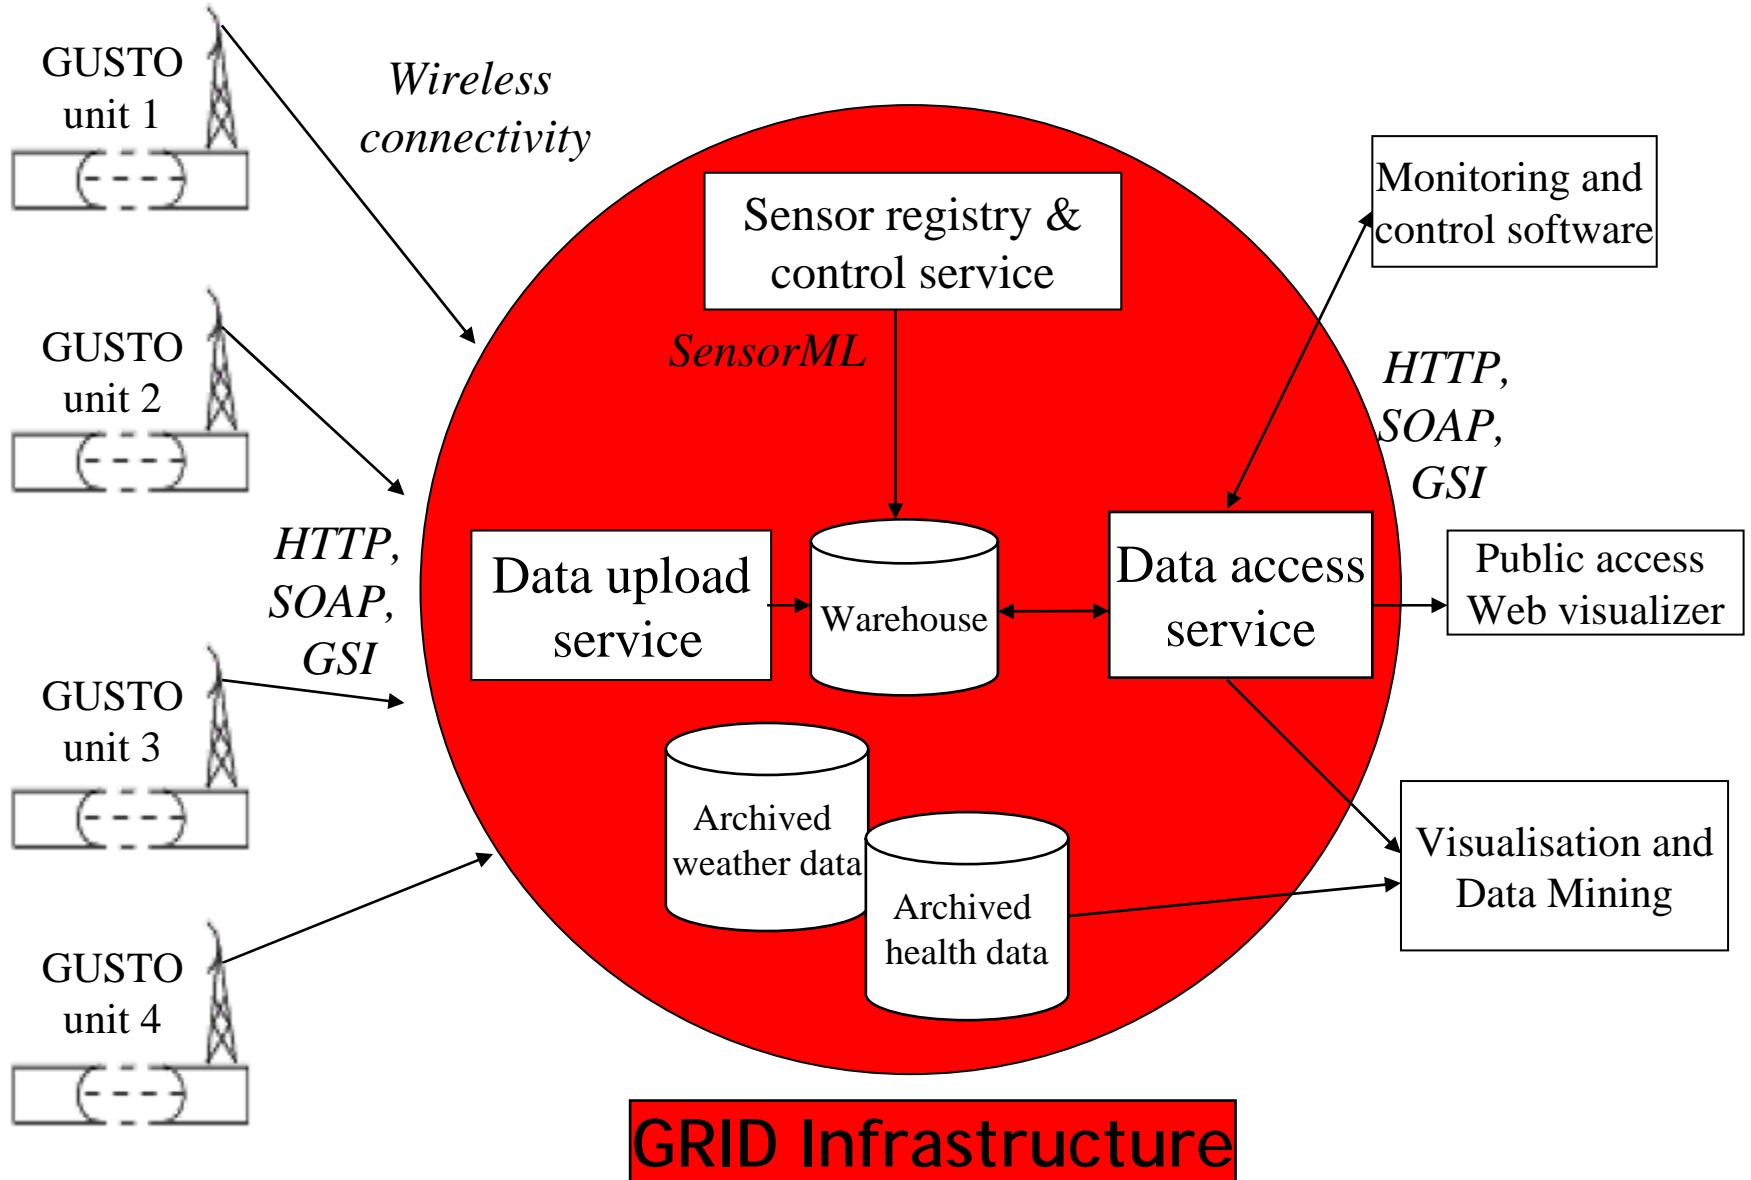 GUSTO
unit 1
Wireless
connectivity
Sensor registry &
control service
Monitoring and
control software
GUSTO
unit 2
SensorML
HTTP,
SOAP,
GSI
HTTP,
SOAP,
GSI
Data upload
service
Warehouse
Data access
service
Public access
Web visualizer
GUSTO
unit 3
Archived
weather data
Archived
health data
Visualisation and
Data Mining
GUSTO
unit 4
GRID Infrastructure